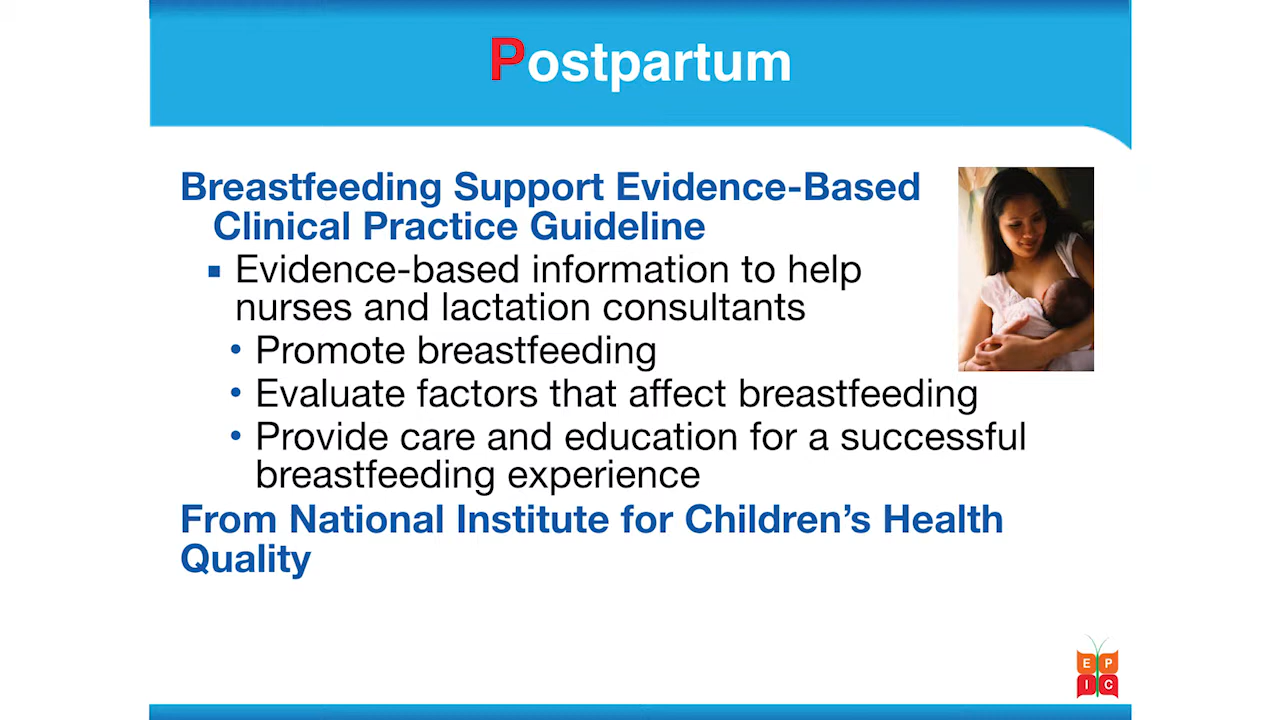 Postpartum
Breastfeeding Support Evidence-Based
Clinical Practice Guideline
▪ Evidence-based information to help
nurses and lactation consultants
• Promote breastfeeding
• Evaluate factors that affect breastfeeding
• Provide care and education for a successful
breastfeeding experience
From National Institute for Children’s Health
Quality
E P
I C